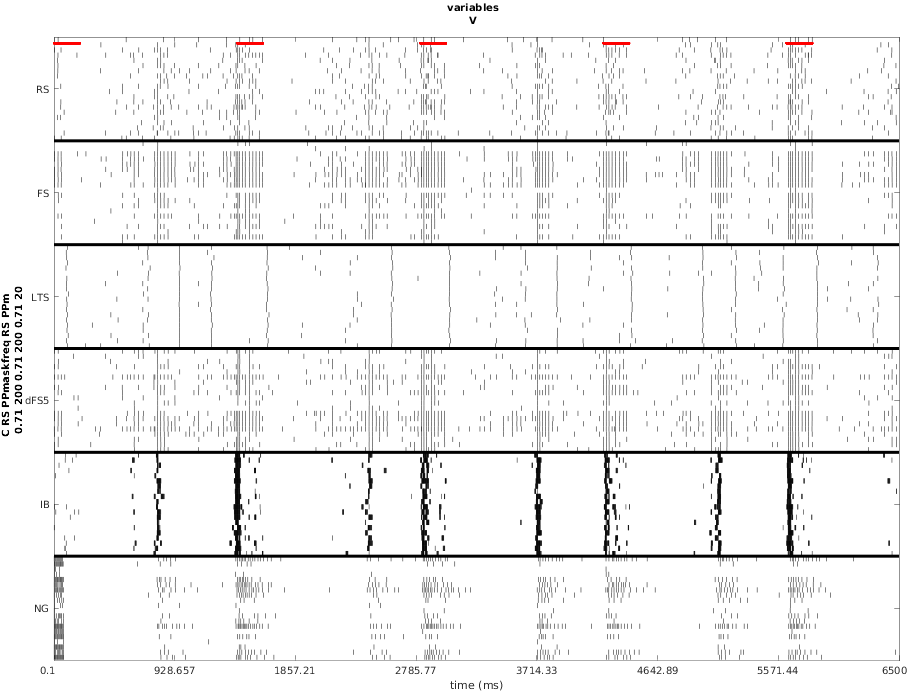 variables
V
C RS PPmaskfreq RS PPm
0.71 200 0.71 200 0.71 20
RS
FS
LTS
dFS5
IB
NG
0.1 928.657 1857.21 2785.77 3714.33 4642.89 5571.44 6500
time (ms)